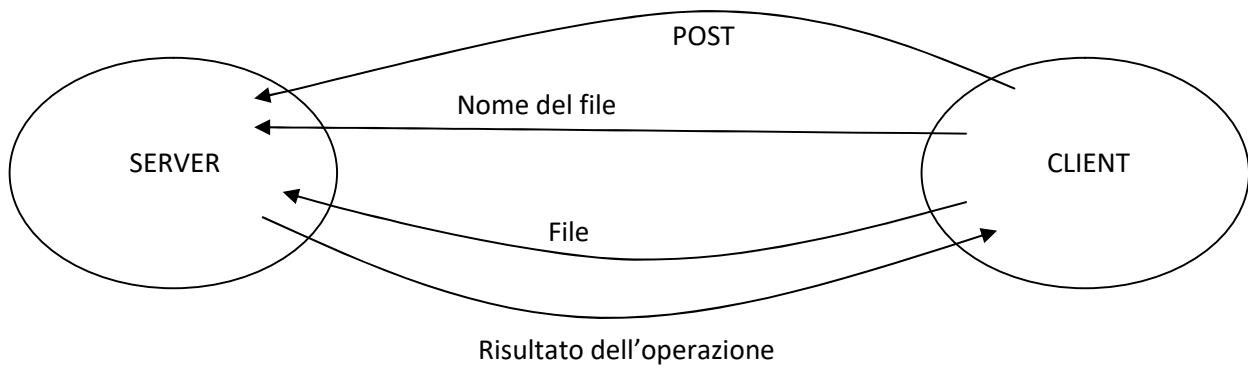 POST
Nome del file
SERVER
CLIENT
File
Risultato dell’operazione